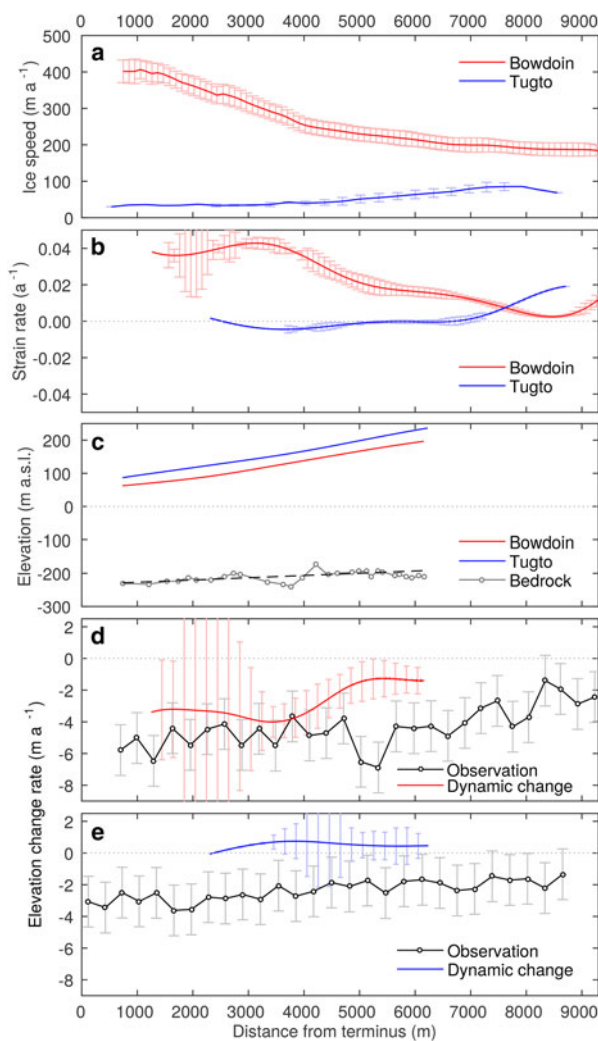 0 1000 2000 3000 4000 5000 6000 7000 8000 9000
a
500
400
300
200
100
0
Ice speed (m a⁻¹)
Bowdoin
Tugto
b
0.04
0.02
0.00
-0.02
-0.04
Strain rate (a⁻¹)
Bowdoin
Tugto
c
200
100
0
-100
-200
-300
Elevation (m a.s.l.)
Bowdoin
Tugto
Bedrock
d
2
0
-2
-4
-6
-8
Observation
Dynamic change
Elevation change rate (m a⁻¹)
e
2
0
-2
-4
-6
-8
Observation
Dynamic change
0 1000 2000 3000 4000 5000 6000 7000 8000 9000
Distance from terminus (m)